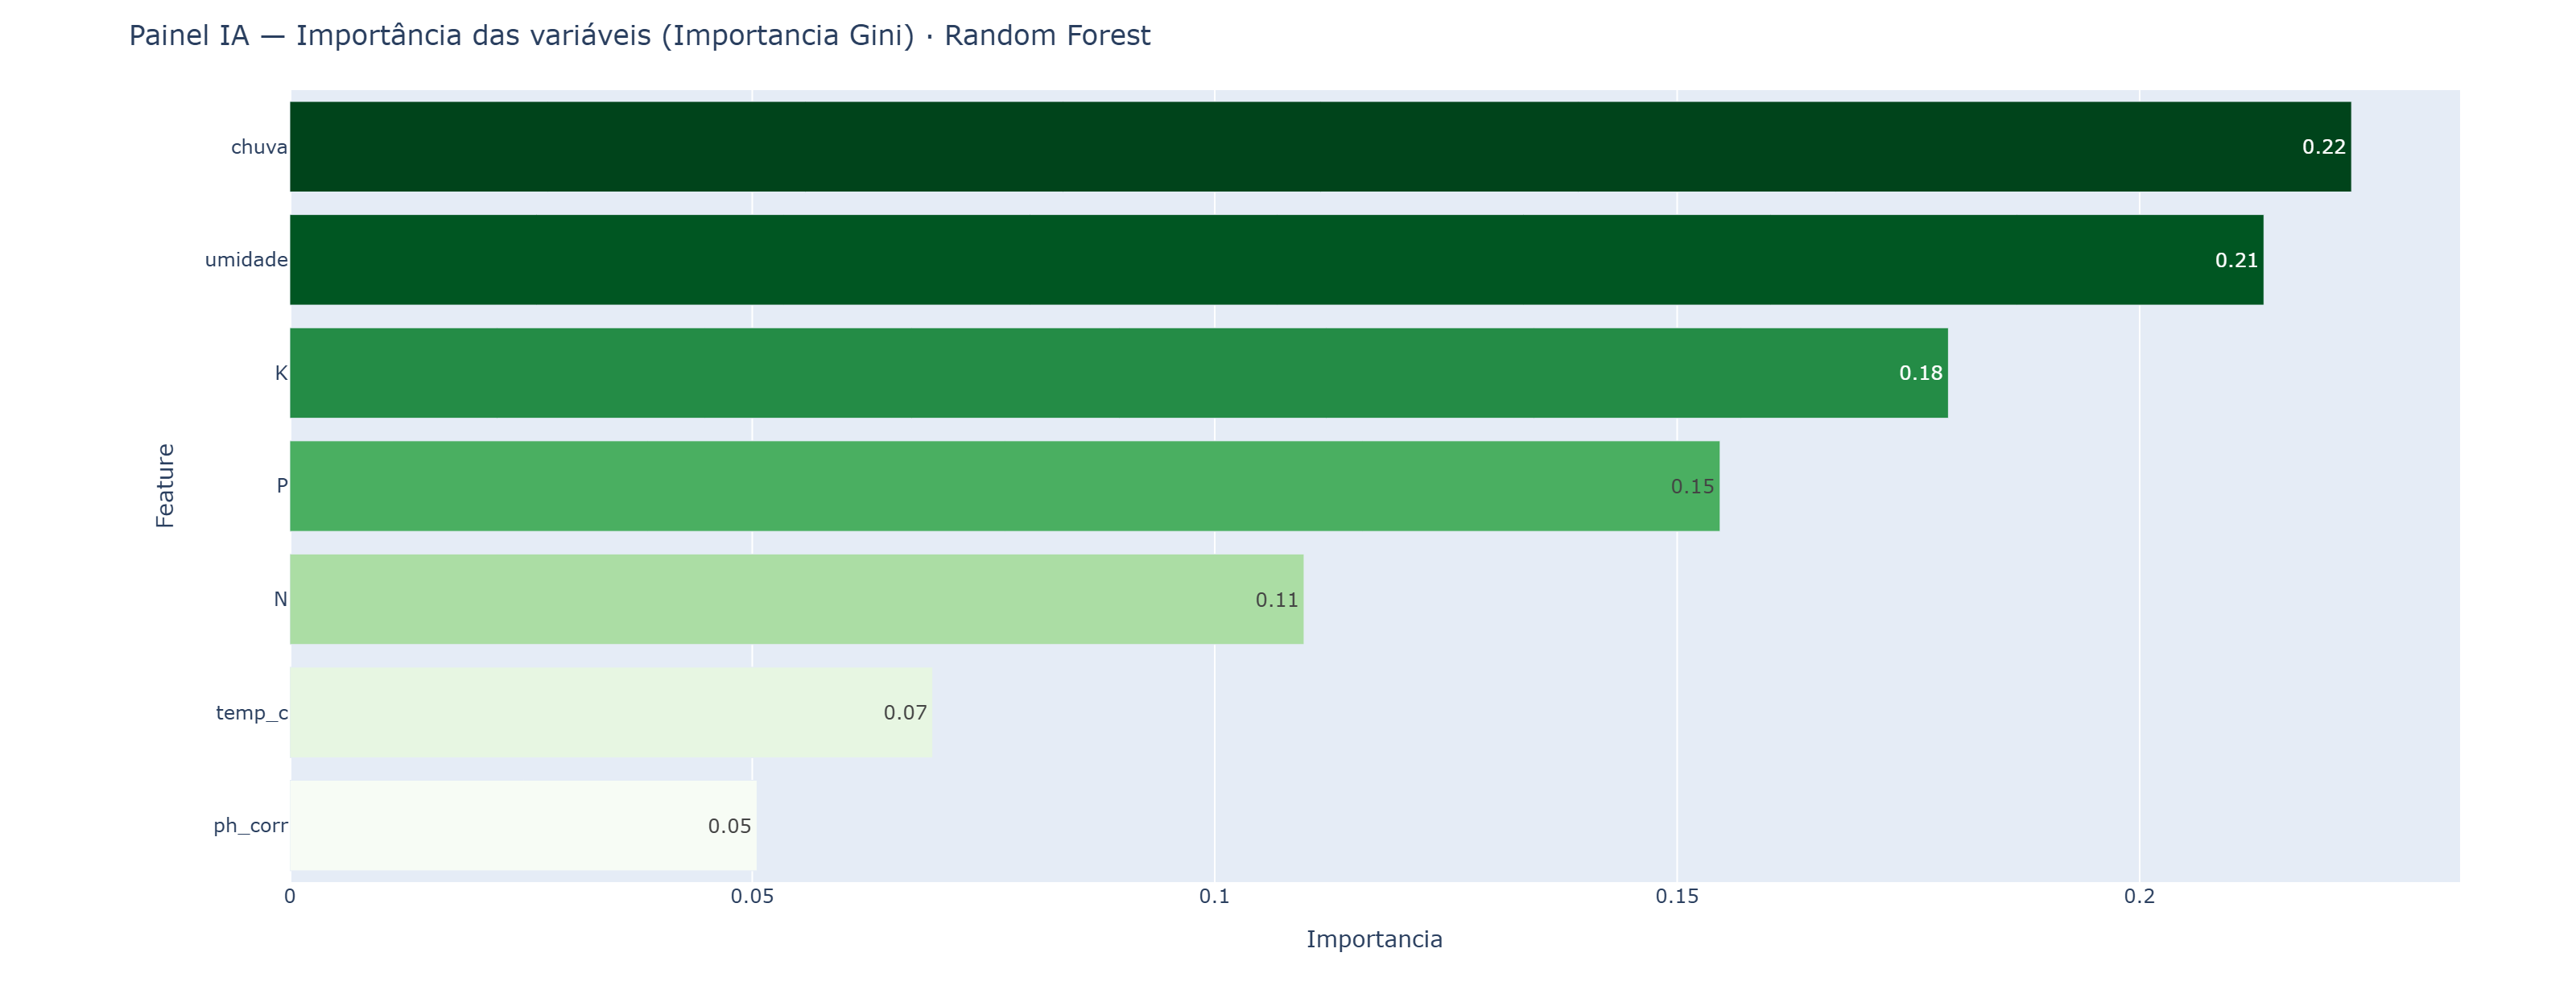 Painel IA — Importância das variáveis (Importancia Gini) · Random Forest
Feature
chuva 0.22
umidade 0.21
K 0.18
P 0.15
N 0.11
temp_c 0.07
ph_corr 0.05
0 0.05 0.1 0.15 0.2
Importancia